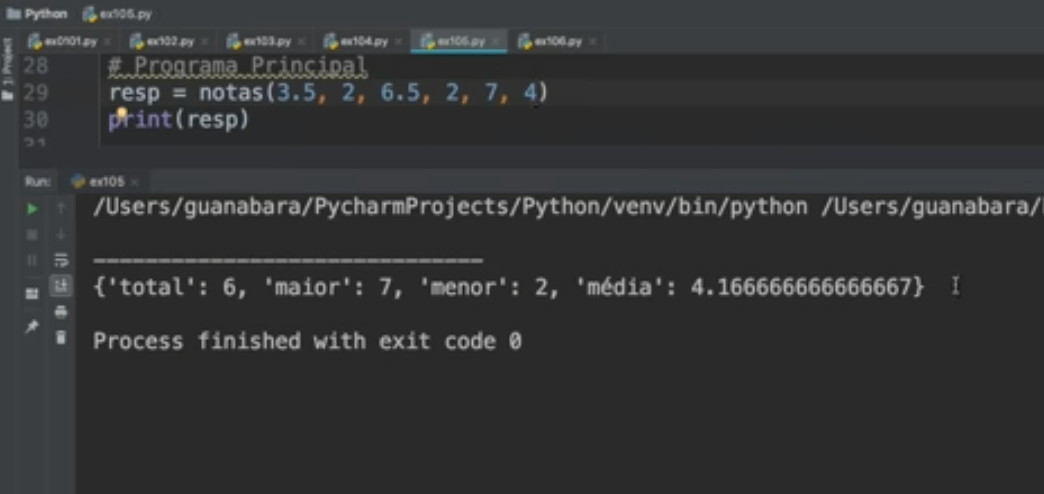 Python ex105.py
ex0101.py ex102.py ex103.py ex104.py ex105.py ex106.py
1: Project
28 # Programa Principal
29 resp = notas(3.5, 2, 6.5, 2, 7, 4)
30 print(resp)
31
Run: ex105
/Users/guanabara/PycharmProjects/Python/venv/bin/python /Users/guanabara/
______________________________
{'total': 6, 'maior': 7, 'menor': 2, 'média': 4.166666666666667}
Process finished with exit code 0